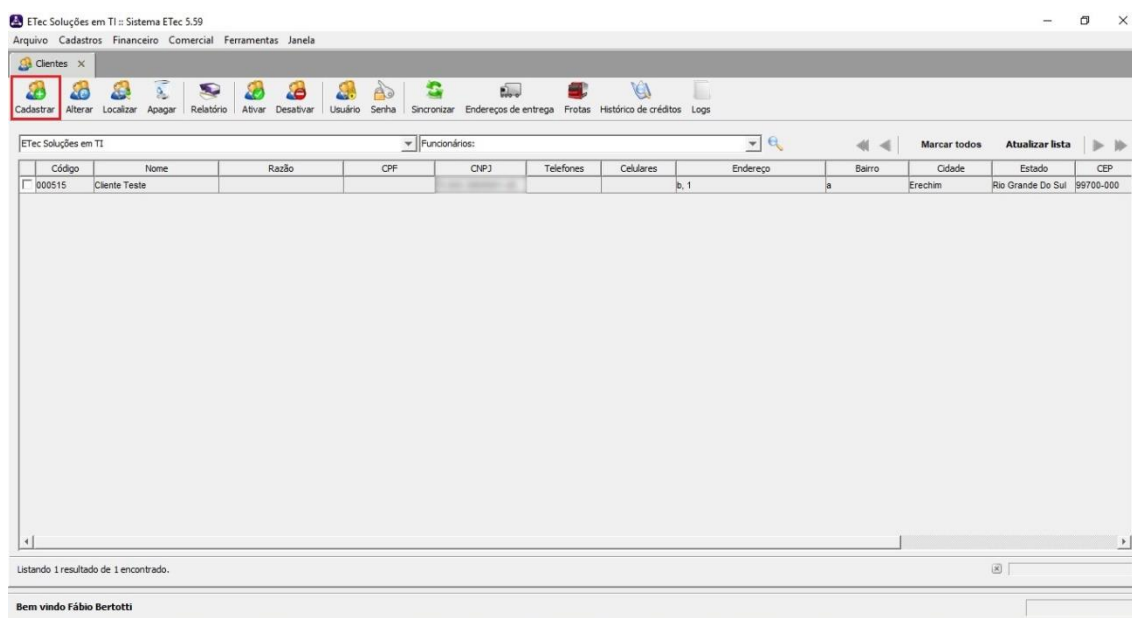 ETec Soluções em TI :: Sistema ETec 5.59
Arquivo Cadastros Financeiro Comercial Ferramentas Janela
Clientes
Cadastrar Alterar Localizar Apagar Relatório Ativar Desativar Usuário Senha Sincronizar Endereços de entrega Frotas Histórico de créditos Logs
ETec Soluções em TI Funcionários: Marcar todos Atualizar lista
Código Nome Razão CPF CNPJ Telefones Celulares Endereço Bairro Cidade Estado CEP
000515 Cliente Teste b, 1 a Erechim Rio Grande Do Sul 99700-000
Listando 1 resultado de 1 encontrado.
Bem vindo Fábio Bertotti